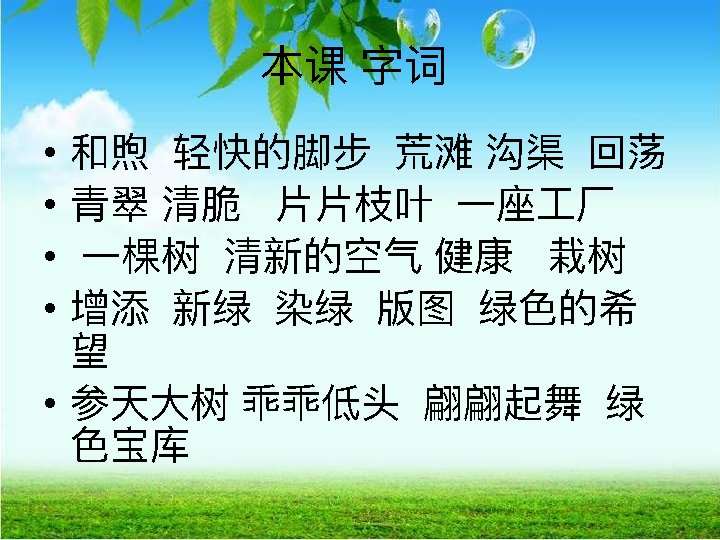 本课 字词
• 和煦 轻快的脚步 荒滩 沟渠 回荡
• 青翠 清脆 片片枝叶 一座工厂
• 一棵树 清新的空气 健康 栽树
• 增添 新绿 染绿 版图 绿色的希
望
• 参天大树 乖乖低头 翩翩起舞 绿
色宝库